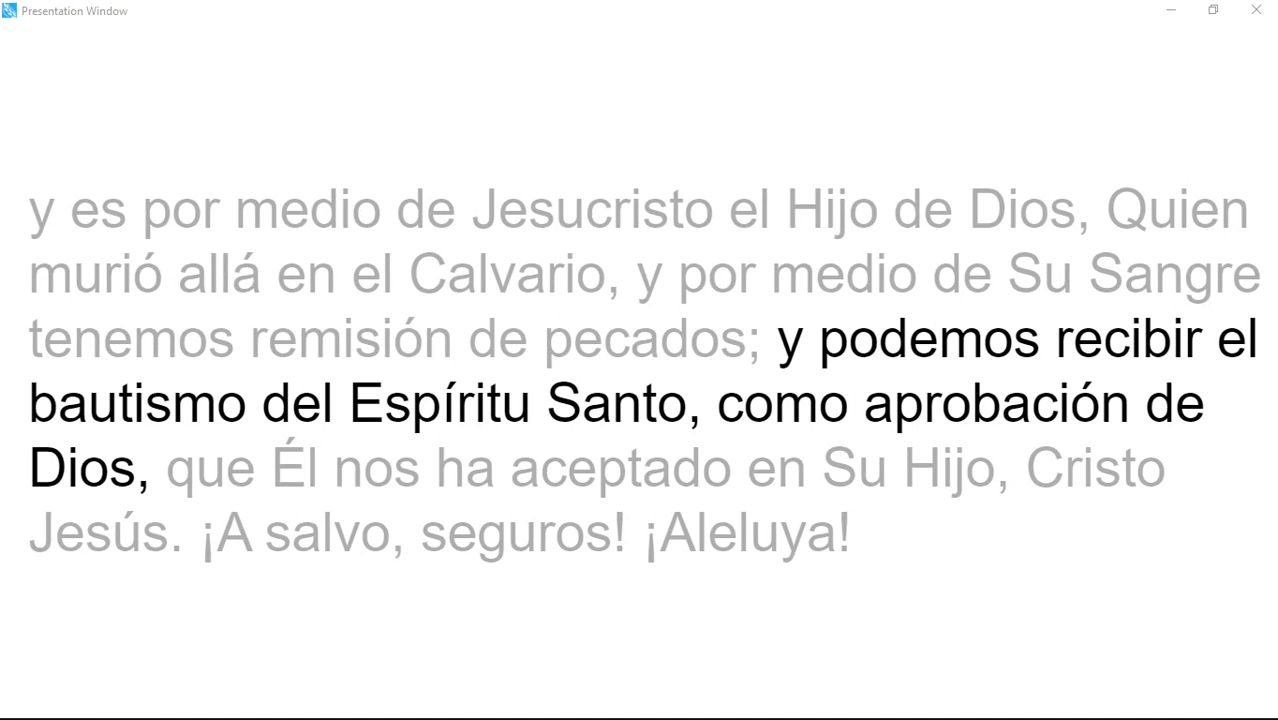 Presentation Window
y es por medio de Jesucristo el Hijo de Dios, Quien
murió allá en el Calvario, y por medio de Su Sangre
tenemos remisión de pecados; y podemos recibir el
bautismo del Espíritu Santo, como aprobación de
Dios, que Él nos ha aceptado en Su Hijo, Cristo
Jesús. ¡A salvo, seguros! ¡Aleluya!